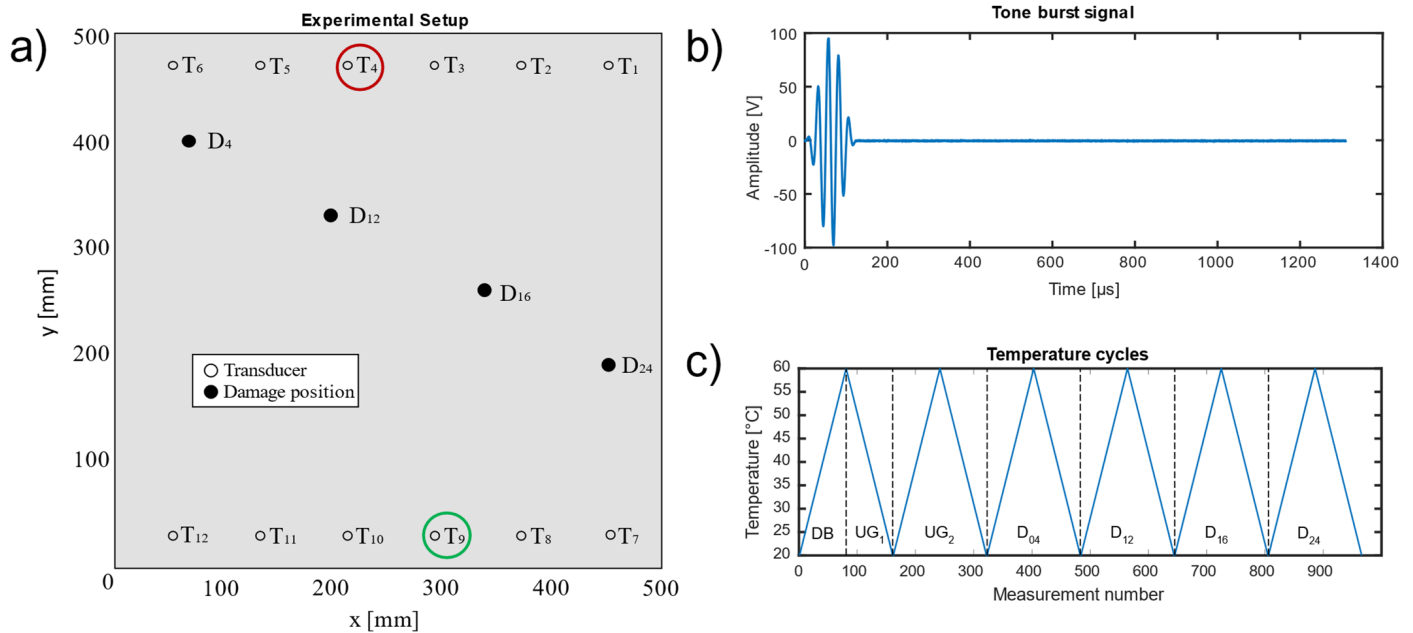 a)
Experimental Setup
500
400
300
200
100
0
100
200
300
400
500
y [mm]
x [mm]
T6
T5
T4
T3
T2
T1
D4
D12
D16
D24
Transducer
Damage position
T12
T11
T10
T9
T8
T7
b)
Tone burst signal
100
50
0
-50
-100
0
200
400
600
800
1000
1200
1400
Amplitude [V]
Time [µs]
c)
Temperature cycles
60
55
50
45
40
35
30
25
20
DB
UG1
UG2
D04
D12
D16
D24
0
100
200
300
400
500
600
700
800
900
Temperature [°C]
Measurement number